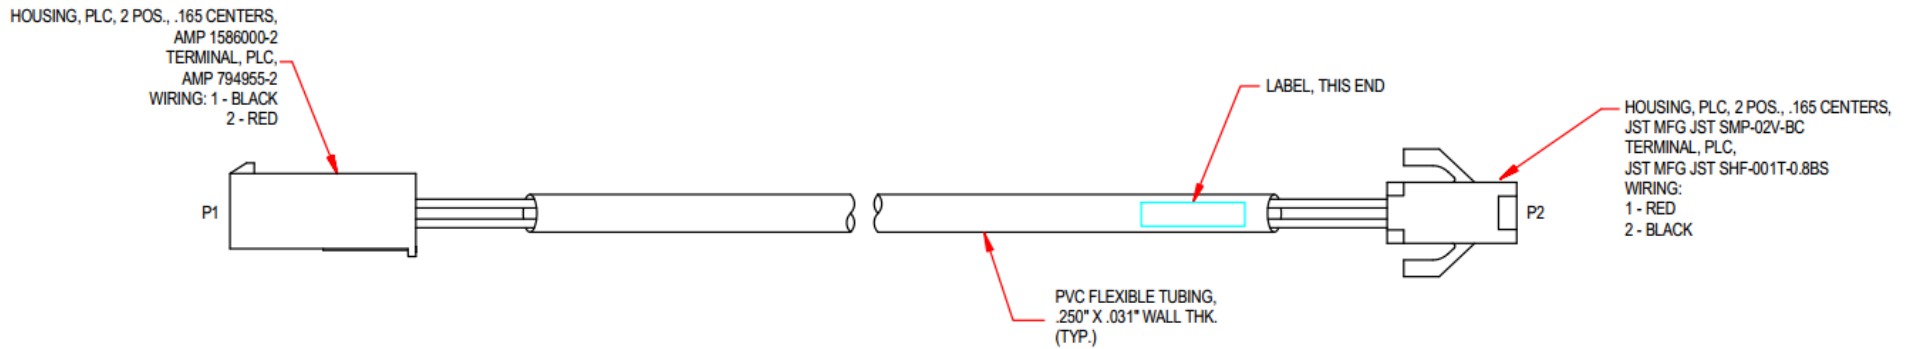 HOUSING, PLC, 2 POS., .165 CENTERS,
AMP 1586000-2
TERMINAL, PLC,
AMP 794955-2
WIRING: 1 - BLACK
2 - RED
P1
LABEL, THIS END
PVC FLEXIBLE TUBING,
.250" X .031" WALL THK.
(TYP.)
HOUSING, PLC, 2 POS., .165 CENTERS,
JST MFG JST SMP-02V-BC
TERMINAL, PLC,
JST MFG JST SHF-001T-0.8BS
WIRING:
1 - RED
2 - BLACK
P2